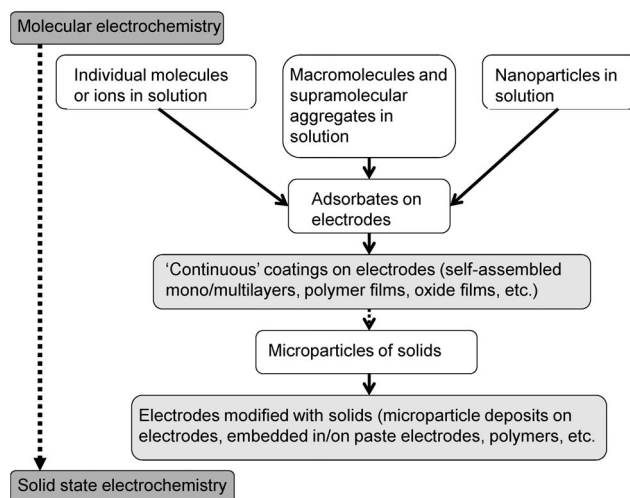 Molecular electrochemistry
Individual molecules
or ions in solution
Macromolecules and
supramolecular
aggregates in
solution
Nanoparticles in
solution
Adsorbates on
electrodes
‘Continuous’ coatings on electrodes (self-assembled
mono/multilayers, polymer films, oxide films, etc.)
Microparticles of solids
Electrodes modified with solids (microparticle deposits on
electrodes, embedded in/on paste electrodes, polymers, etc.
Solid state electrochemistry